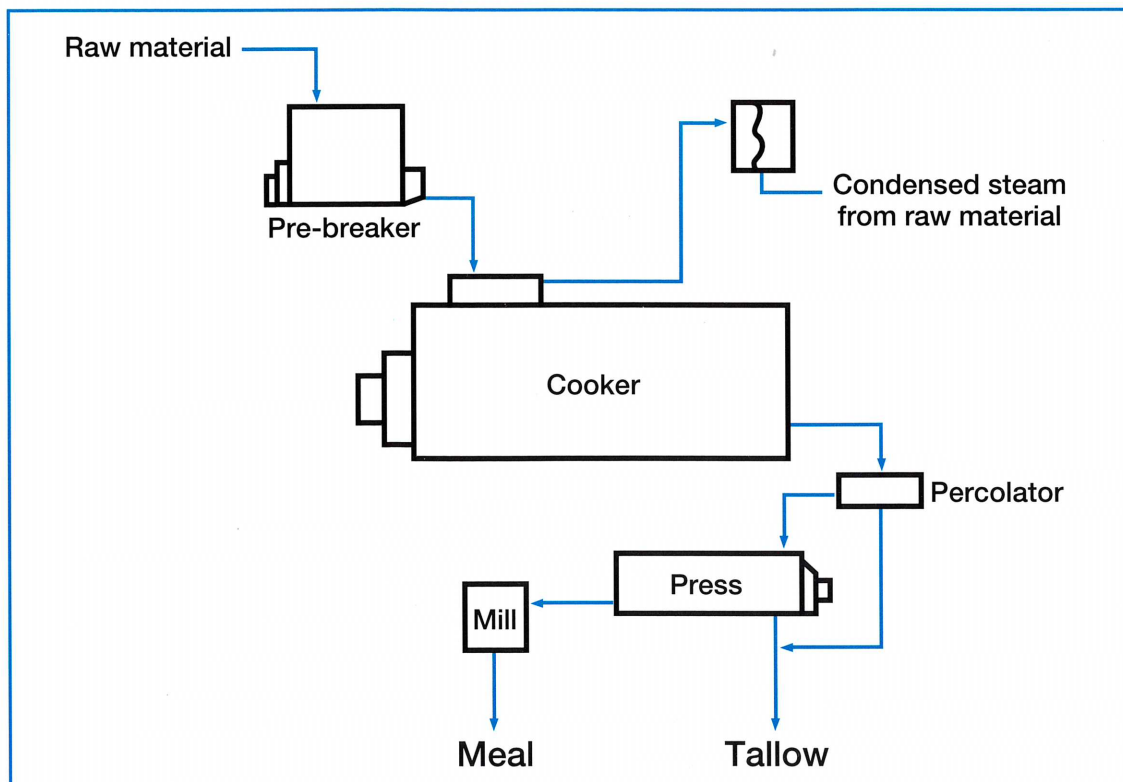 Raw material
Pre-breaker
Condensed steam
from raw material
Cooker
Percolator
Press
Mill
Meal
Tallow